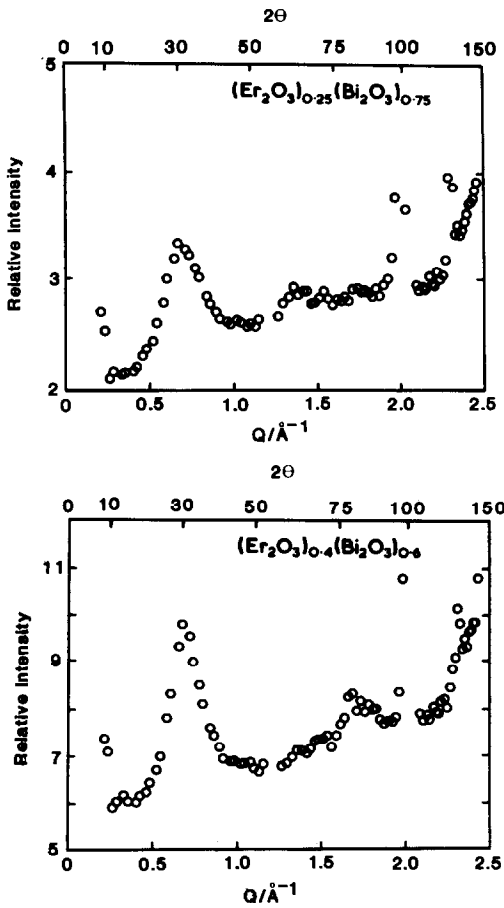 2Θ
0 10 30 50 75 100 150
(Er₂O₃)₀.₂₅(Bi₂O₃)₀.₇₅
5
4
3
2
Relative Intensity
0 0.5 1.0 1.5 2.0 2.5
Q/Å⁻¹
2Θ
0 10 30 50 75 100 150
(Er₂O₃)₀.₄(Bi₂O₃)₀.₆
11
9
7
5
Relative Intensity
0 0.5 1.0 1.5 2.0 2.5
Q/Å⁻¹